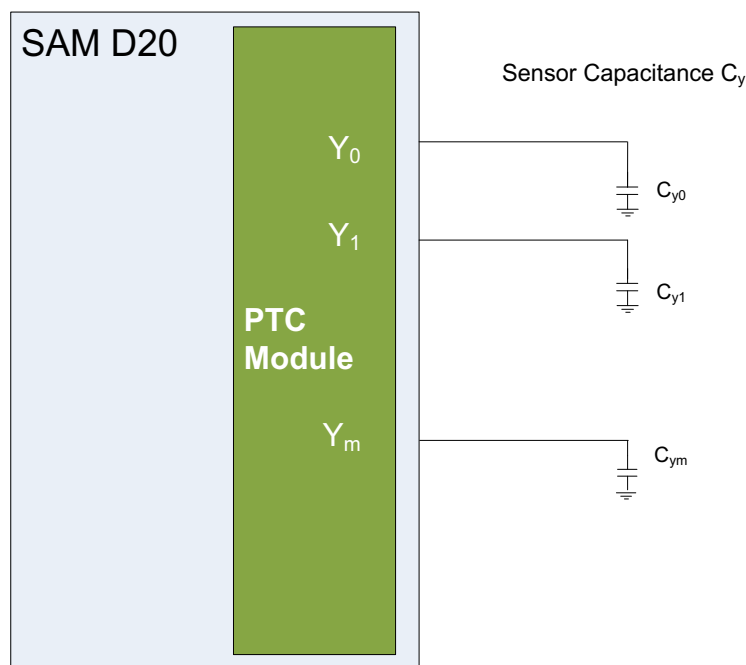 SAM D20
Sensor Capacitance Cy
Y0
Cy0
Y1
Cy1
PTC
Module
Ym
Cym